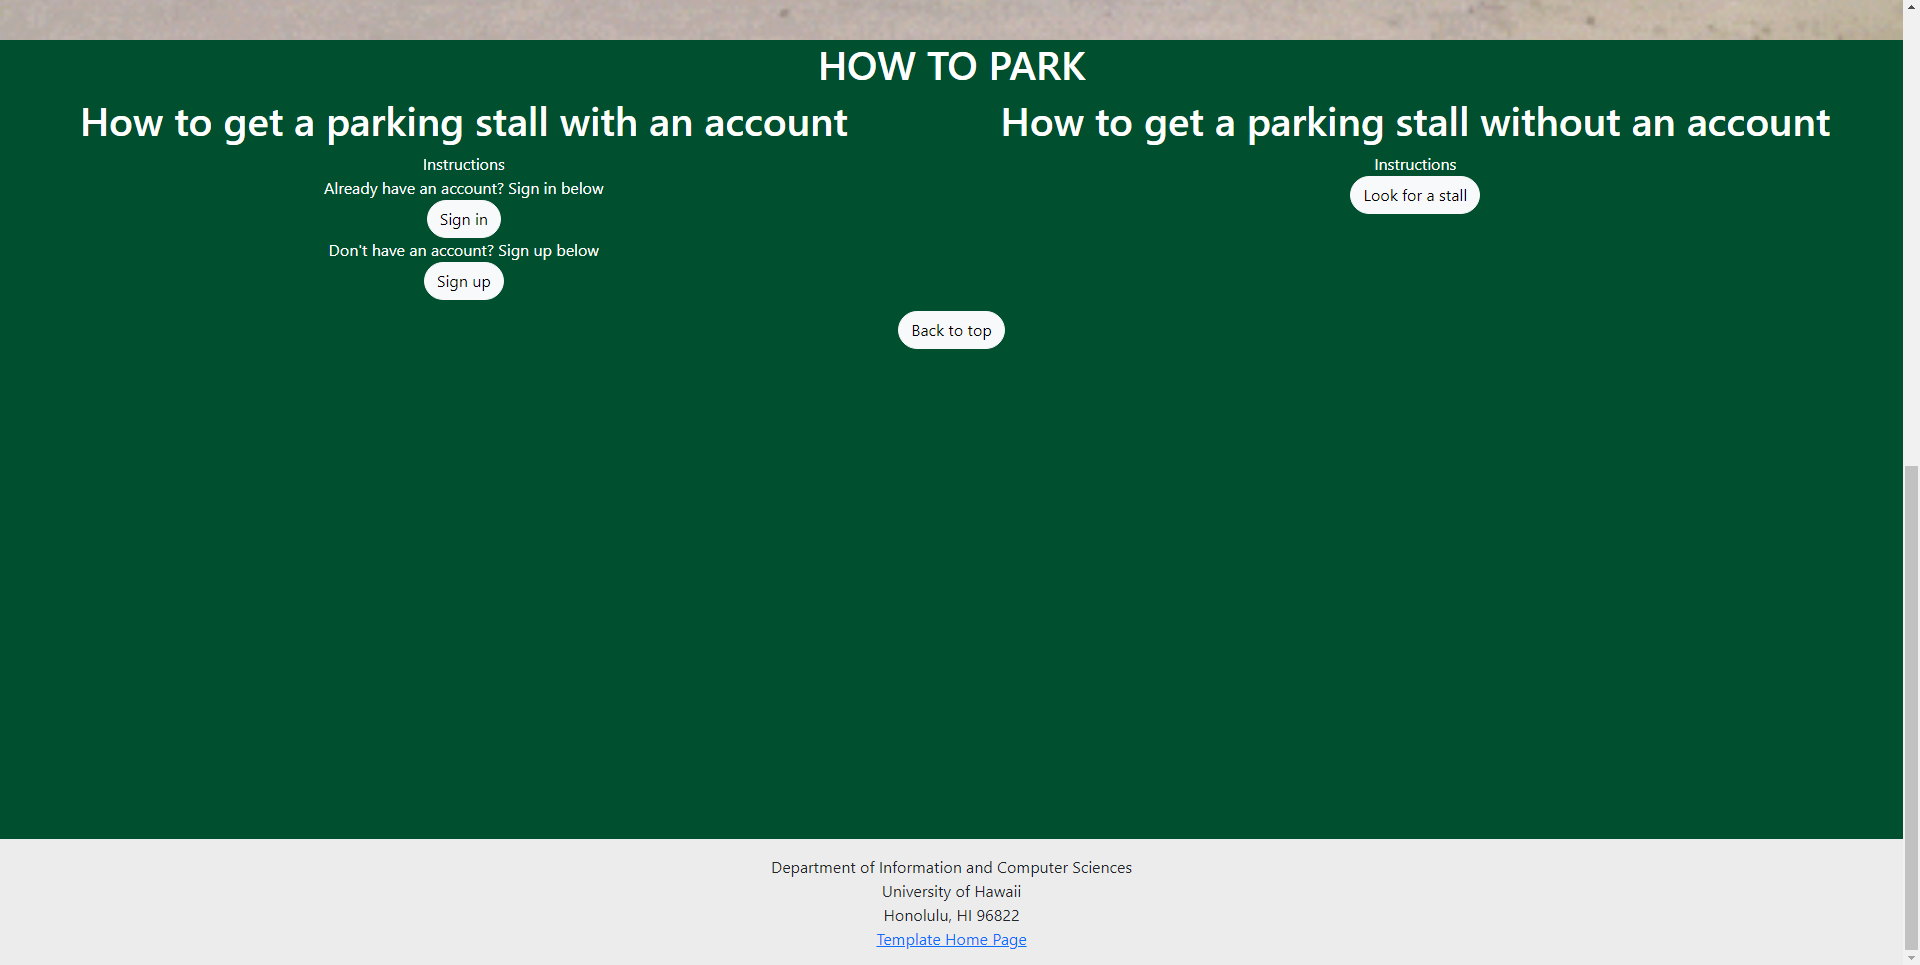 HOW TO PARK
How to get a parking stall with an account
Instructions
Already have an account? Sign in below
Sign in
Don't have an account? Sign up below
Sign up
How to get a parking stall without an account
Instructions
Look for a stall
Back to top
Department of Information and Computer Sciences
University of Hawaii
Honolulu, HI 96822
Template Home Page